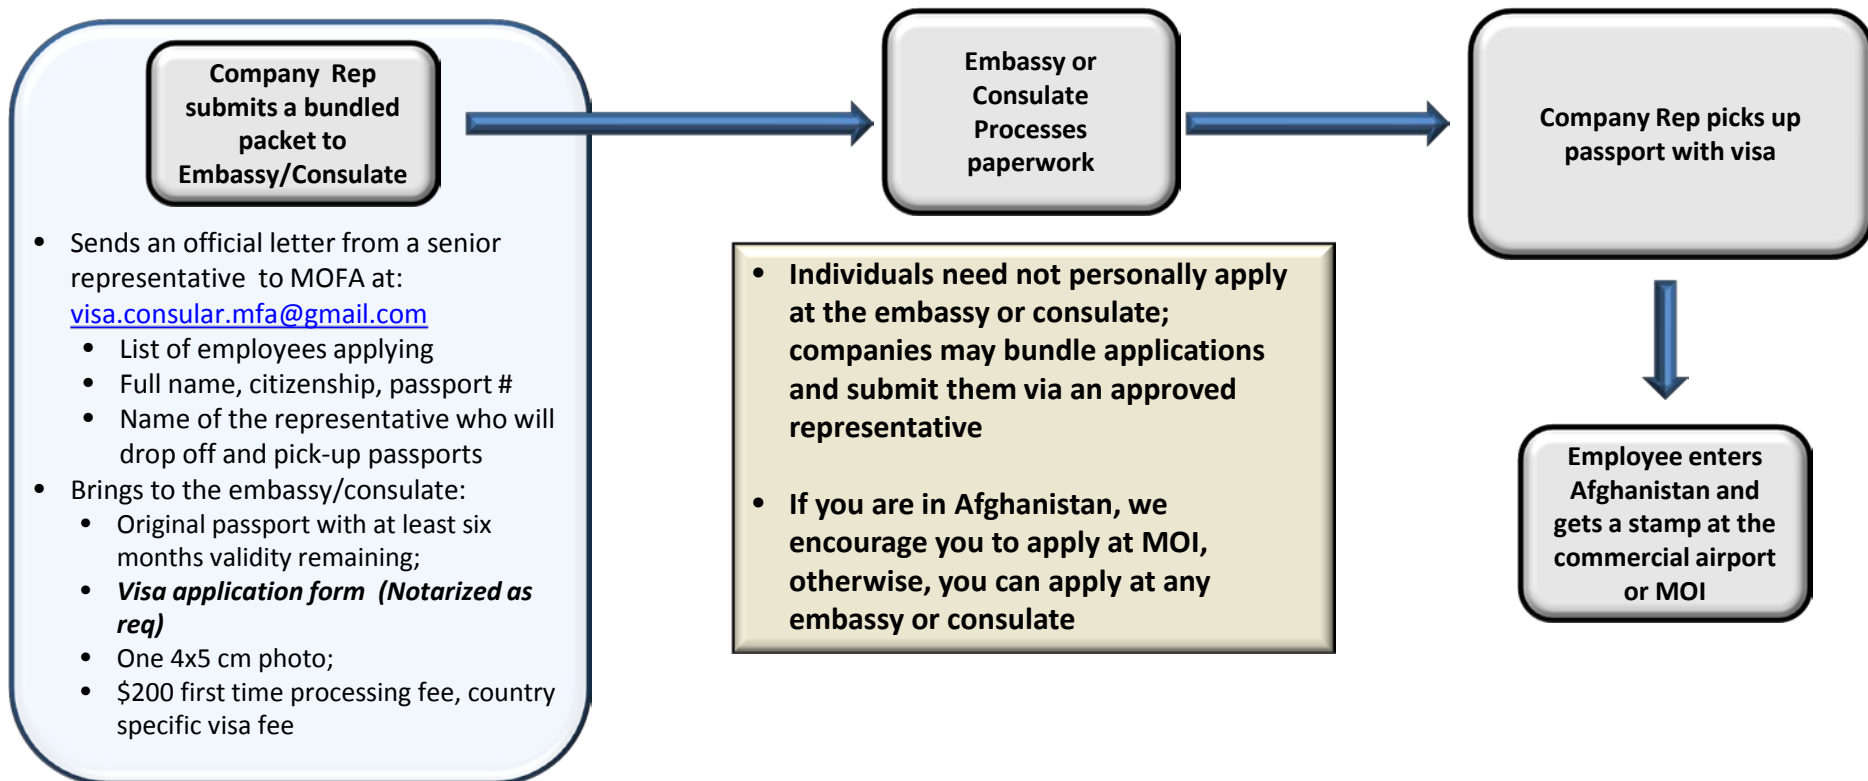 Company Rep
submits a bundled
packet to
Embassy/Consulate
• Sends an official letter from a senior
representative to MOFA at:
visa.consular.mfa@gmail.com
• List of employees applying
• Full name, citizenship, passport #
• Name of the representative who will
drop off and pick-up passports
• Brings to the embassy/consulate:
• Original passport with at least six
months validity remaining;
• Visa application form (Notarized as
req)
• One 4x5 cm photo;
• $200 first time processing fee, country
specific visa fee
Embassy or
Consulate
Processes
paperwork
• Individuals need not personally apply
at the embassy or consulate;
companies may bundle applications
and submit them via an approved
representative
• If you are in Afghanistan, we
encourage you to apply at MOI,
otherwise, you can apply at any
embassy or consulate
Company Rep picks up
passport with visa
Employee enters
Afghanistan and
gets a stamp at the
commercial airport
or MOI